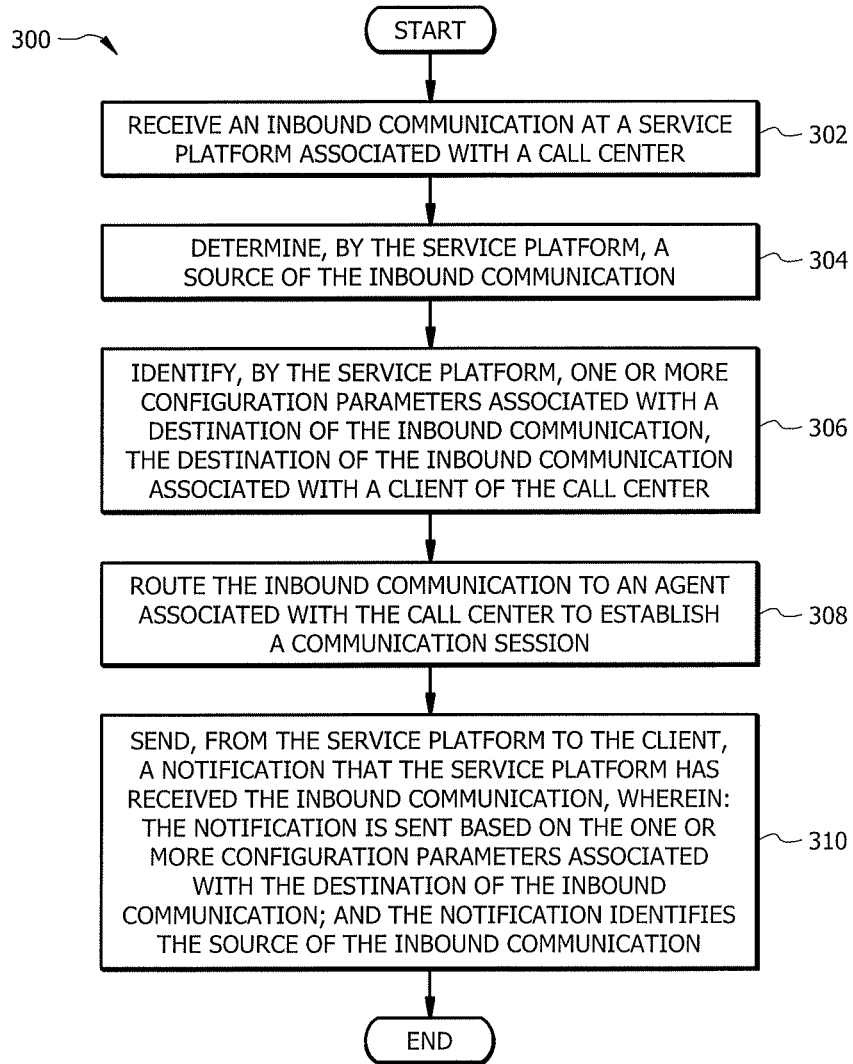 300
START
RECEIVE AN INBOUND COMMUNICATION AT A SERVICE
PLATFORM ASSOCIATED WITH A CALL CENTER
302
DETERMINE, BY THE SERVICE PLATFORM, A
SOURCE OF THE INBOUND COMMUNICATION
304
IDENTIFY, BY THE SERVICE PLATFORM, ONE OR MORE
CONFIGURATION PARAMETERS ASSOCIATED WITH A
DESTINATION OF THE INBOUND COMMUNICATION,
THE DESTINATION OF THE INBOUND COMMUNICATION
ASSOCIATED WITH A CLIENT OF THE CALL CENTER
306
ROUTE THE INBOUND COMMUNICATION TO AN AGENT
ASSOCIATED WITH THE CALL CENTER TO ESTABLISH
A COMMUNICATION SESSION
308
SEND, FROM THE SERVICE PLATFORM TO THE CLIENT,
A NOTIFICATION THAT THE SERVICE PLATFORM HAS
RECEIVED THE INBOUND COMMUNICATION, WHEREIN:
THE NOTIFICATION IS SENT BASED ON THE ONE OR
MORE CONFIGURATION PARAMETERS ASSOCIATED
WITH THE DESTINATION OF THE INBOUND
COMMUNICATION; AND THE NOTIFICATION IDENTIFIES
THE SOURCE OF THE INBOUND COMMUNICATION
310
END